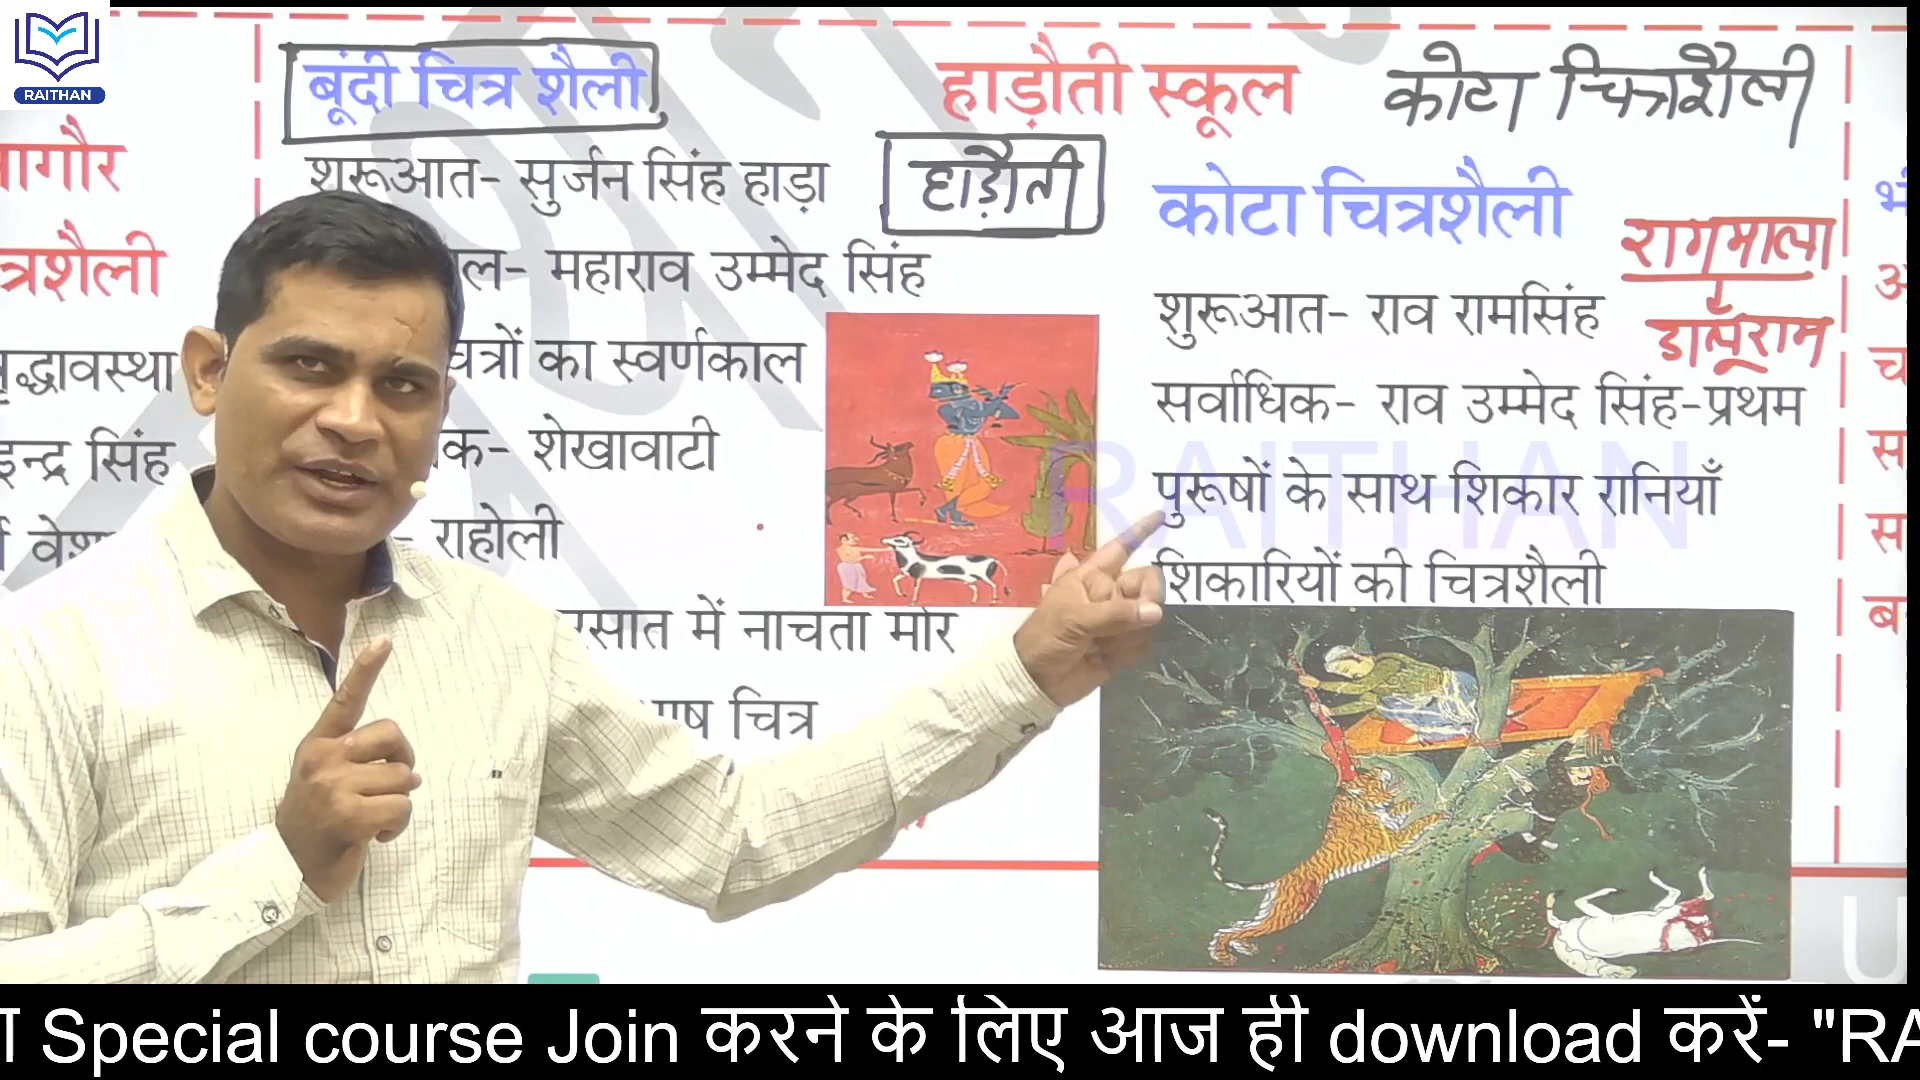 RAITHAN
बूंदी चित्र शैली
हाड़ौती स्कूल
कोटा चित्रशैली
शुरूआत- सुर्जन सिंह हाड़ा
हाड़ौती
ल- महाराव उम्मेद सिंह
त्रों का स्वर्णकाल
क- शेखावाटी
- राहोली
रसात में नाचता मोर
चित्र
कोटा चित्रशैली
रागमाला
डालूराम
शुरूआत- राव रामसिंह
सर्वाधिक- राव उम्मेद सिंह-प्रथम
पुरूषों के साथ शिकार रानियाँ
शिकारियों की चित्रशैली
RAITHAN
ागौर
त्रशैली
ृद्धावस्था
इन्द्र सिंह
Special course Join करने के लिए आज ही download करें- "RA